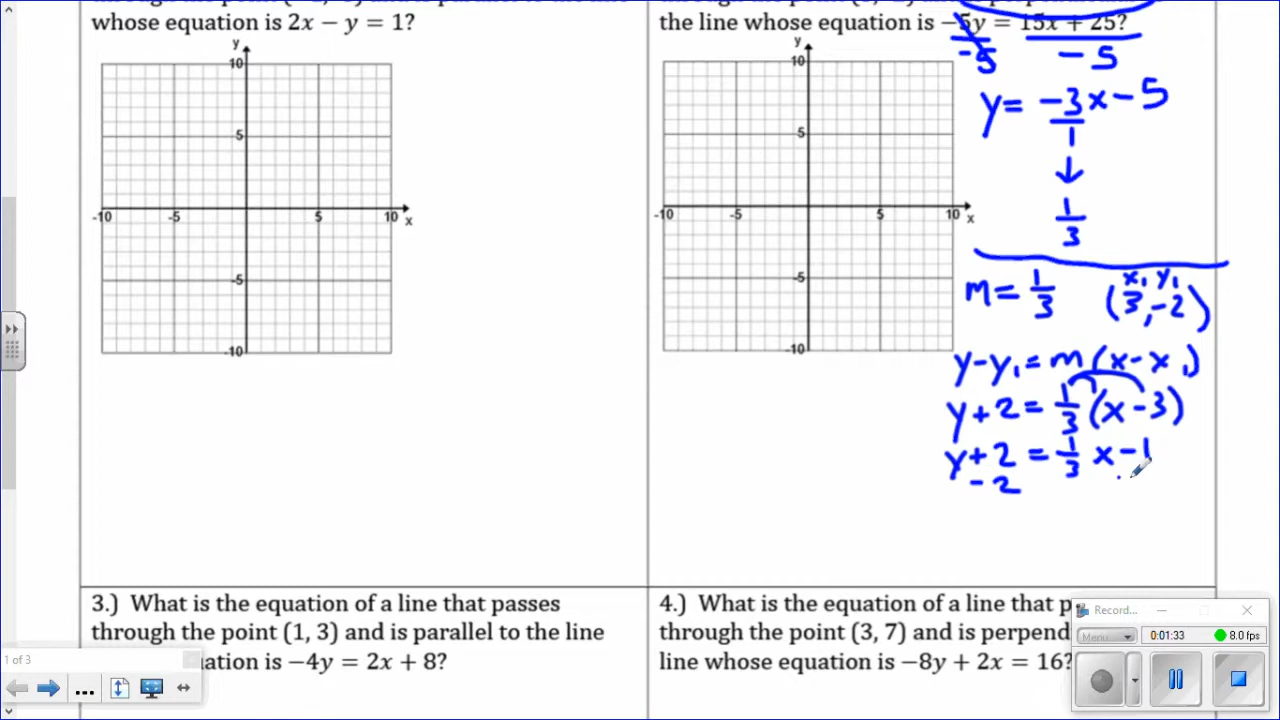 whose equation is 2x − y = 1?
the line whose equation is −5y = 15x + 25?
-5 -5
y = -3x - 5
1
1
3
m = 1/3 (3, -2)
x₁ y₁
y - y₁ = m(x - x₁)
y + 2 = 1/3 (x - 3)
y + 2 = 1/3 x - 1
- 2
y
10
5
-10 -5 5 10 x
-5
-10
y
10
5
-10 -5 5 10 x
-5
-10
3.) What is the equation of a line that passes
through the point (1, 3) and is parallel to the line
equation is −4y = 2x + 8?
4.) What is the equation of a line that
through the point (3, 7) and is
line whose equation is −8y + 2x = 16?
1 of 3
...
Record...
Menu
0:01:33 8.0 fps